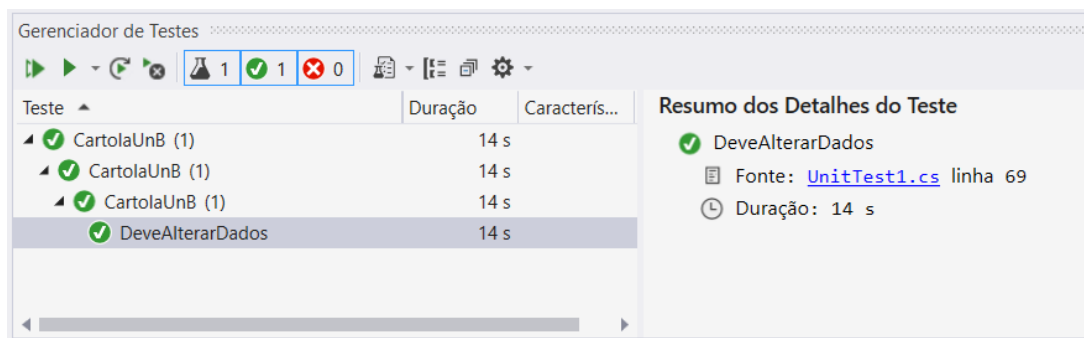 Gerenciador de Testes
1 1 0
Teste Duração Caracterís...
CartolaUnB (1) 14 s
CartolaUnB (1) 14 s
CartolaUnB (1) 14 s
DeveAlterarDados 14 s
Resumo dos Detalhes do Teste
DeveAlterarDados
Fonte: UnitTest1.cs linha 69
Duração: 14 s